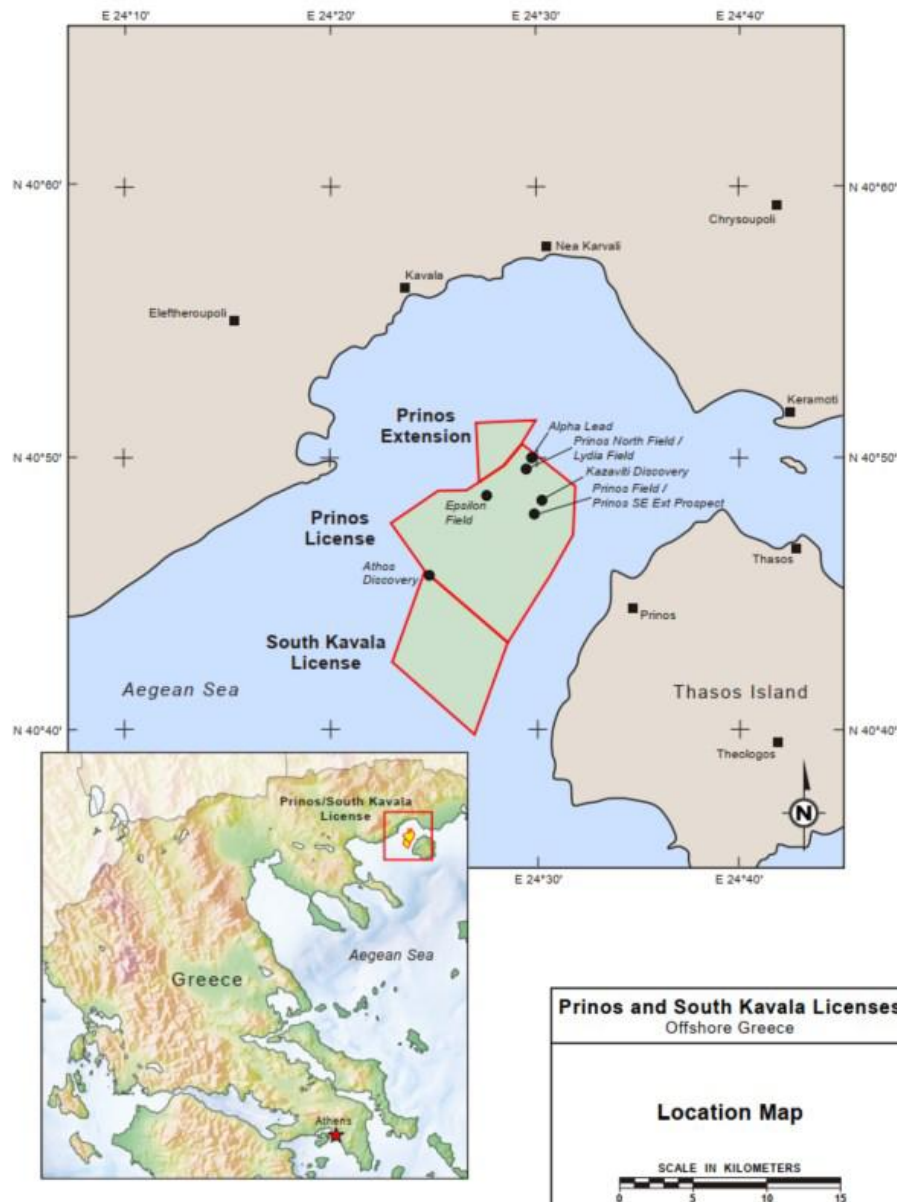 E 24°10'
E 24°20'
E 24°30'
E 24°40'
N 40°60'
N 40°60'
Chrysoupoli
Nea Karvali
Kavala
Eleftheroupoli
Keramoti
Prinos
Extension
Alpha Lead
Prinos North Field /
Lydia Field
N 40°50'
N 40°50'
Kazaviti Discovery
Prinos Field /
Prinos SE Ext Prospect
Epsilon
Field
Prinos
License
Athos
Discovery
Thasos
Prinos
South Kavala
License
Aegean Sea
Thasos Island
N 40°40'
N 40°40'
Theologos
N
E 24°30'
E 24°40'
Prinos/South Kavala
License
Aegean Sea
Greece
Athens
Prinos and South Kavala Licenses
Offshore Greece
Location Map
SCALE IN KILOMETERS
0 5 10 15